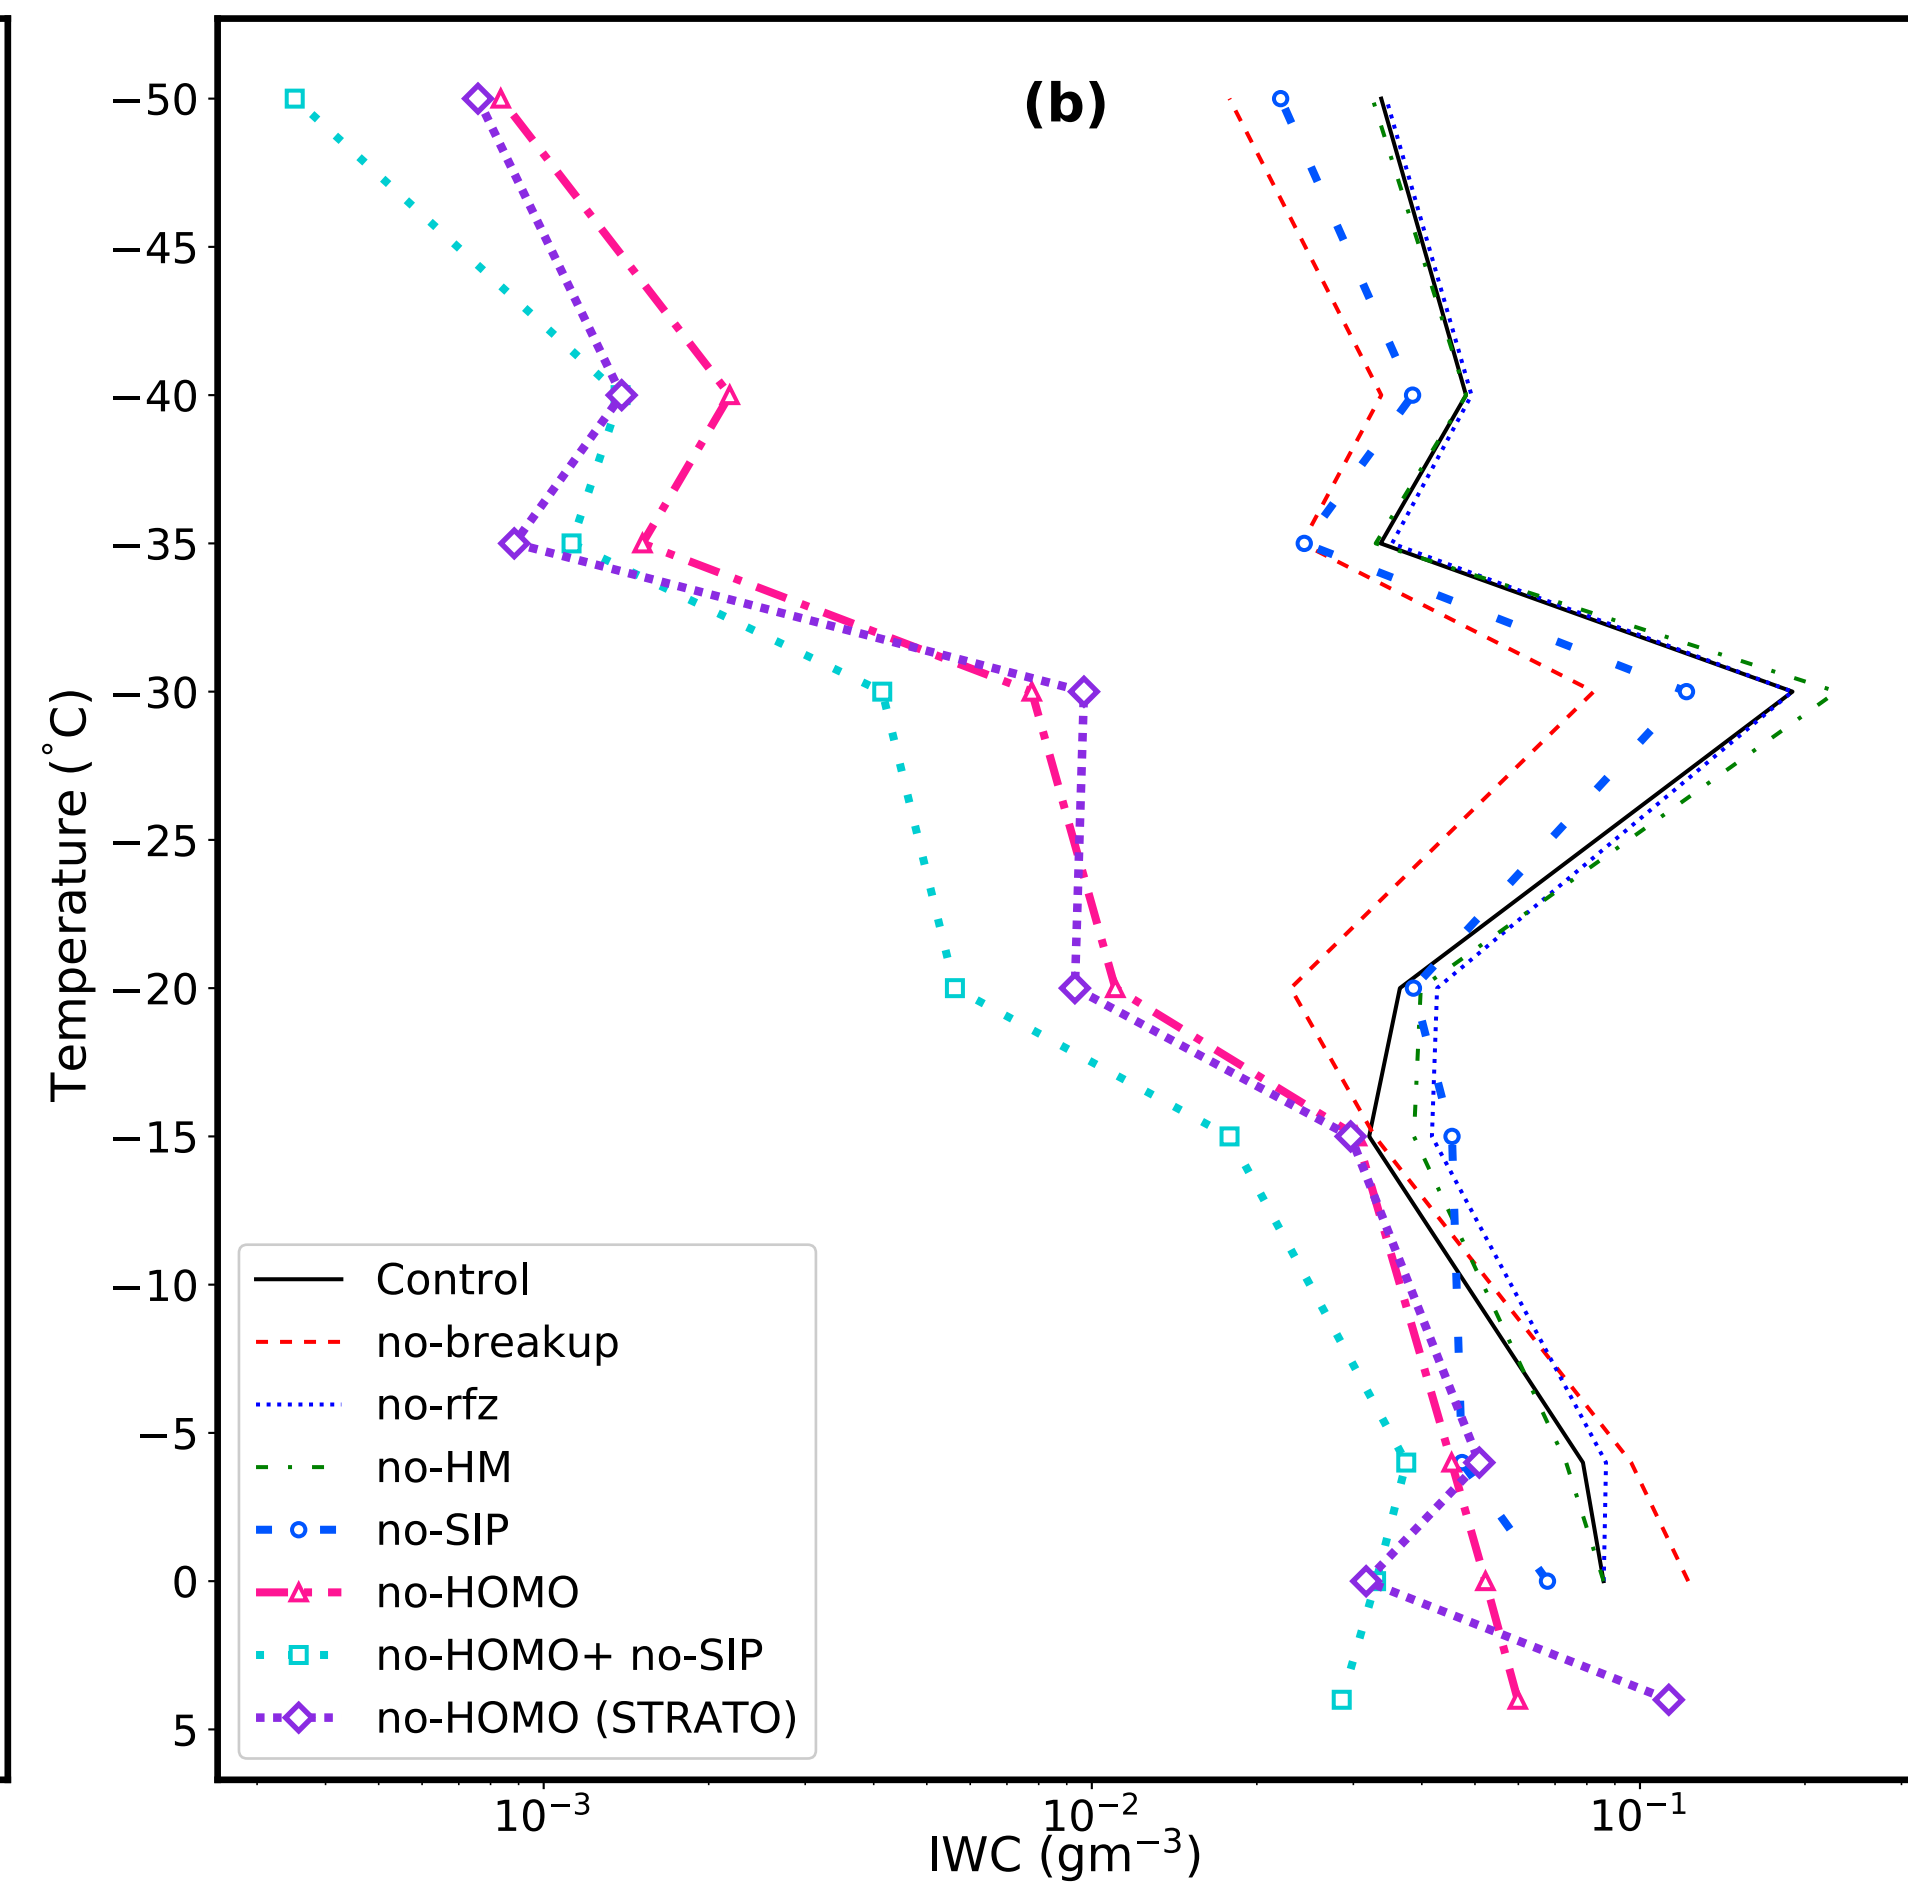 (b)
−50
−45
−40
−35
−30
−25
−20
−15
−10
−5
0
5
Temperature (°C)
Control
no-breakup
no-rfz
no-HM
no-SIP
no-HOMO
no-HOMO+ no-SIP
no-HOMO (STRATO)
10⁻³ 10⁻² 10⁻¹
IWC (gm⁻³)